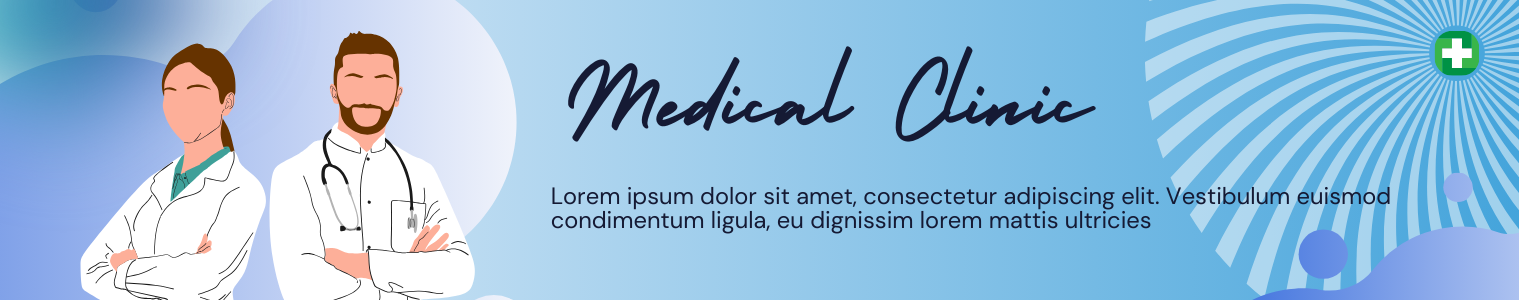 Medical Clinic
Lorem ipsum dolor sit amet, consectetur adipiscing elit. Vestibulum euismod
condimentum ligula, eu dignissim lorem mattis ultricies